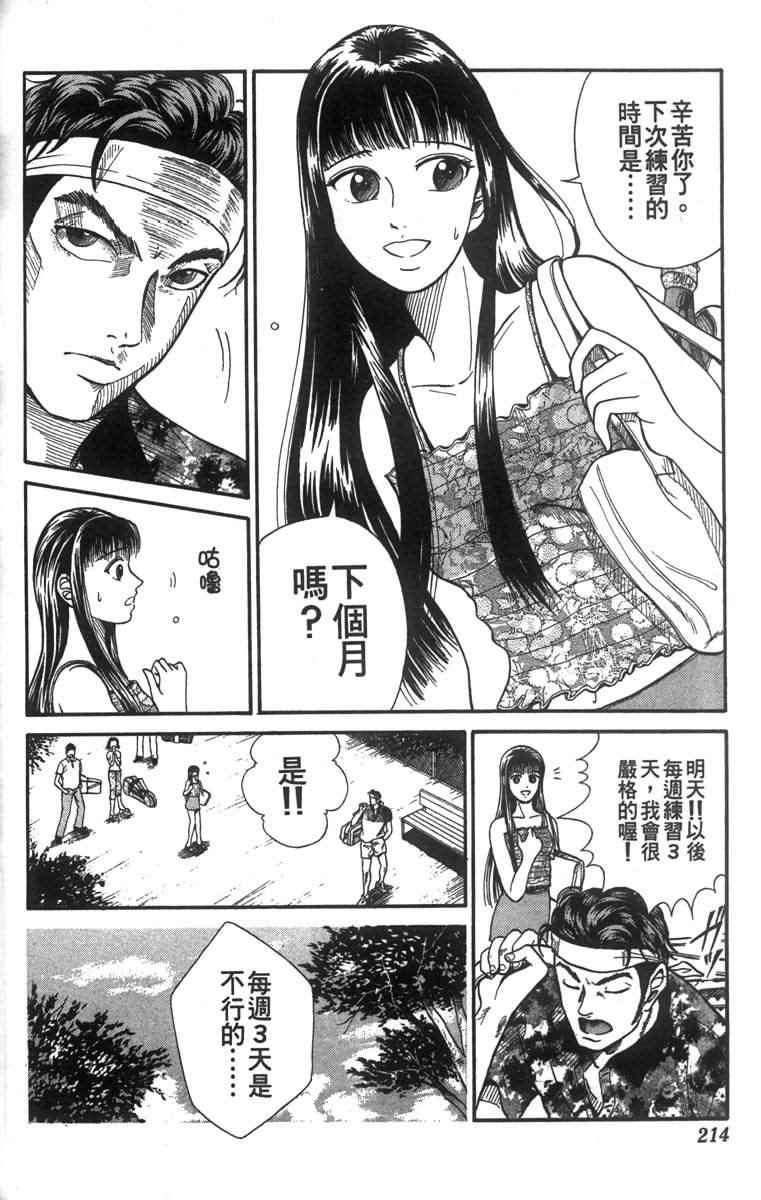 辛苦你了。
下次練習的
時間是……
下個月
嗎？
咕嚕
明天!!以後
每週練習3
天，我會很
嚴格的喔！
是!!
每週3天是
不行的……
214